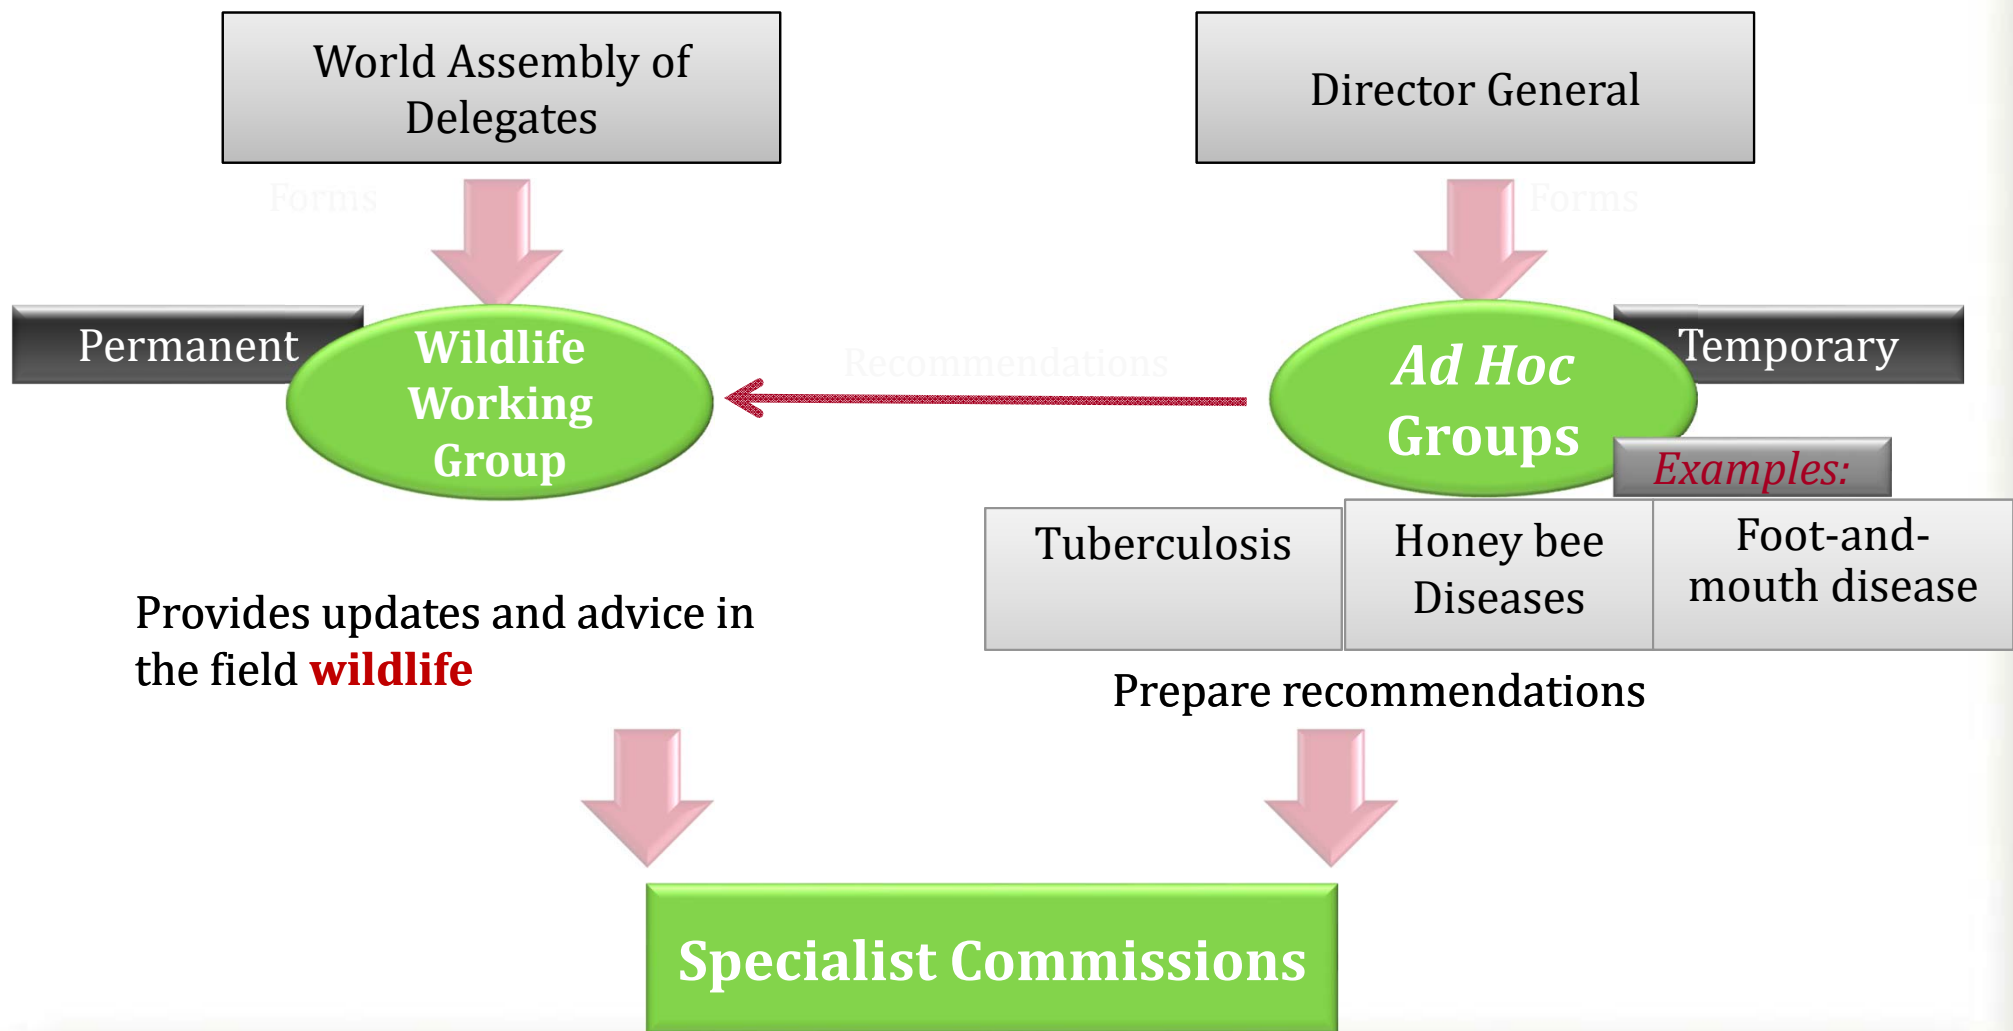 World Assembly of
Delegates
Director General
Forms
Forms
Permanent
Wildlife
Working
Group
Recommendations
Ad Hoc
Groups
Temporary
Examples:
Tuberculosis
Honey bee
Diseases
Foot-and-
mouth disease
Provides updates and advice in
the field wildlife
Prepare recommendations
Specialist Commissions